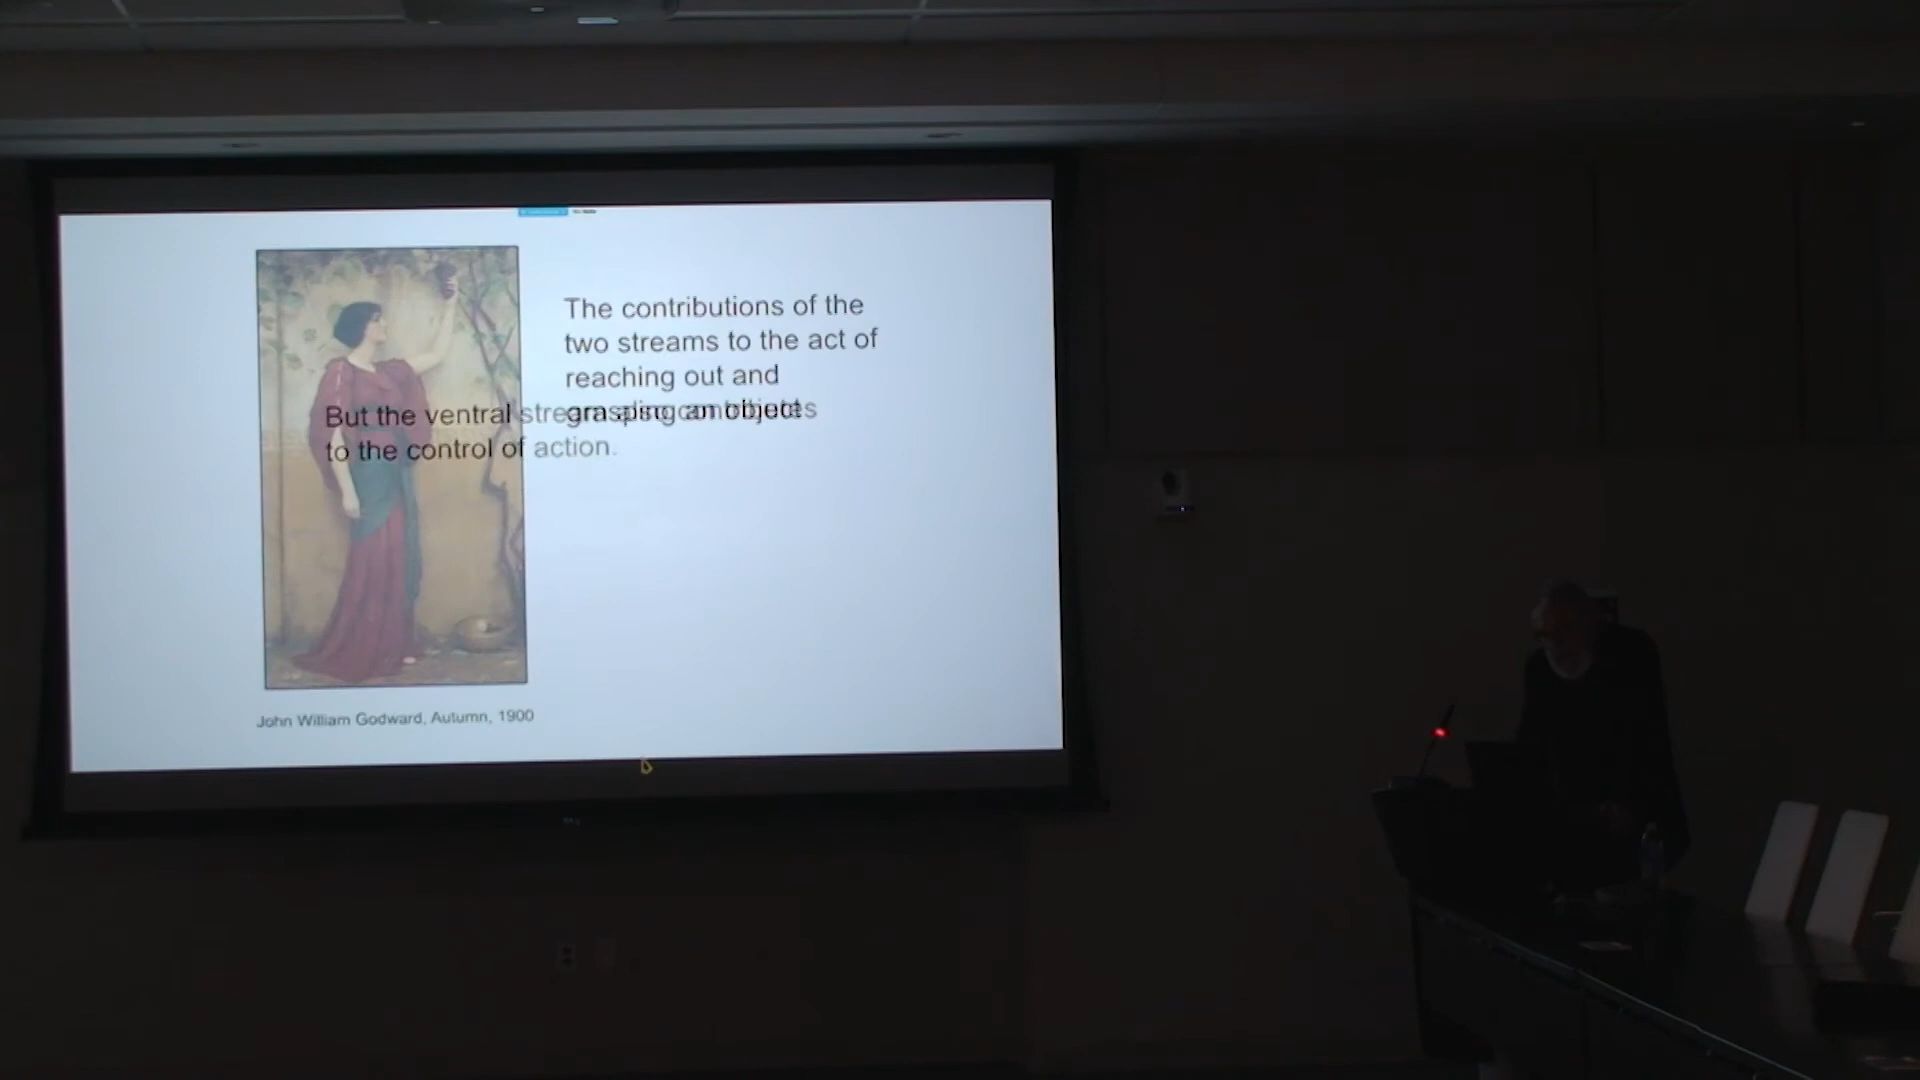 The contributions of the
two streams to the act of
reaching out and
grasping an object
But the ventral stream also contributes
to the control of action.
John William Godward, Autumn, 1900